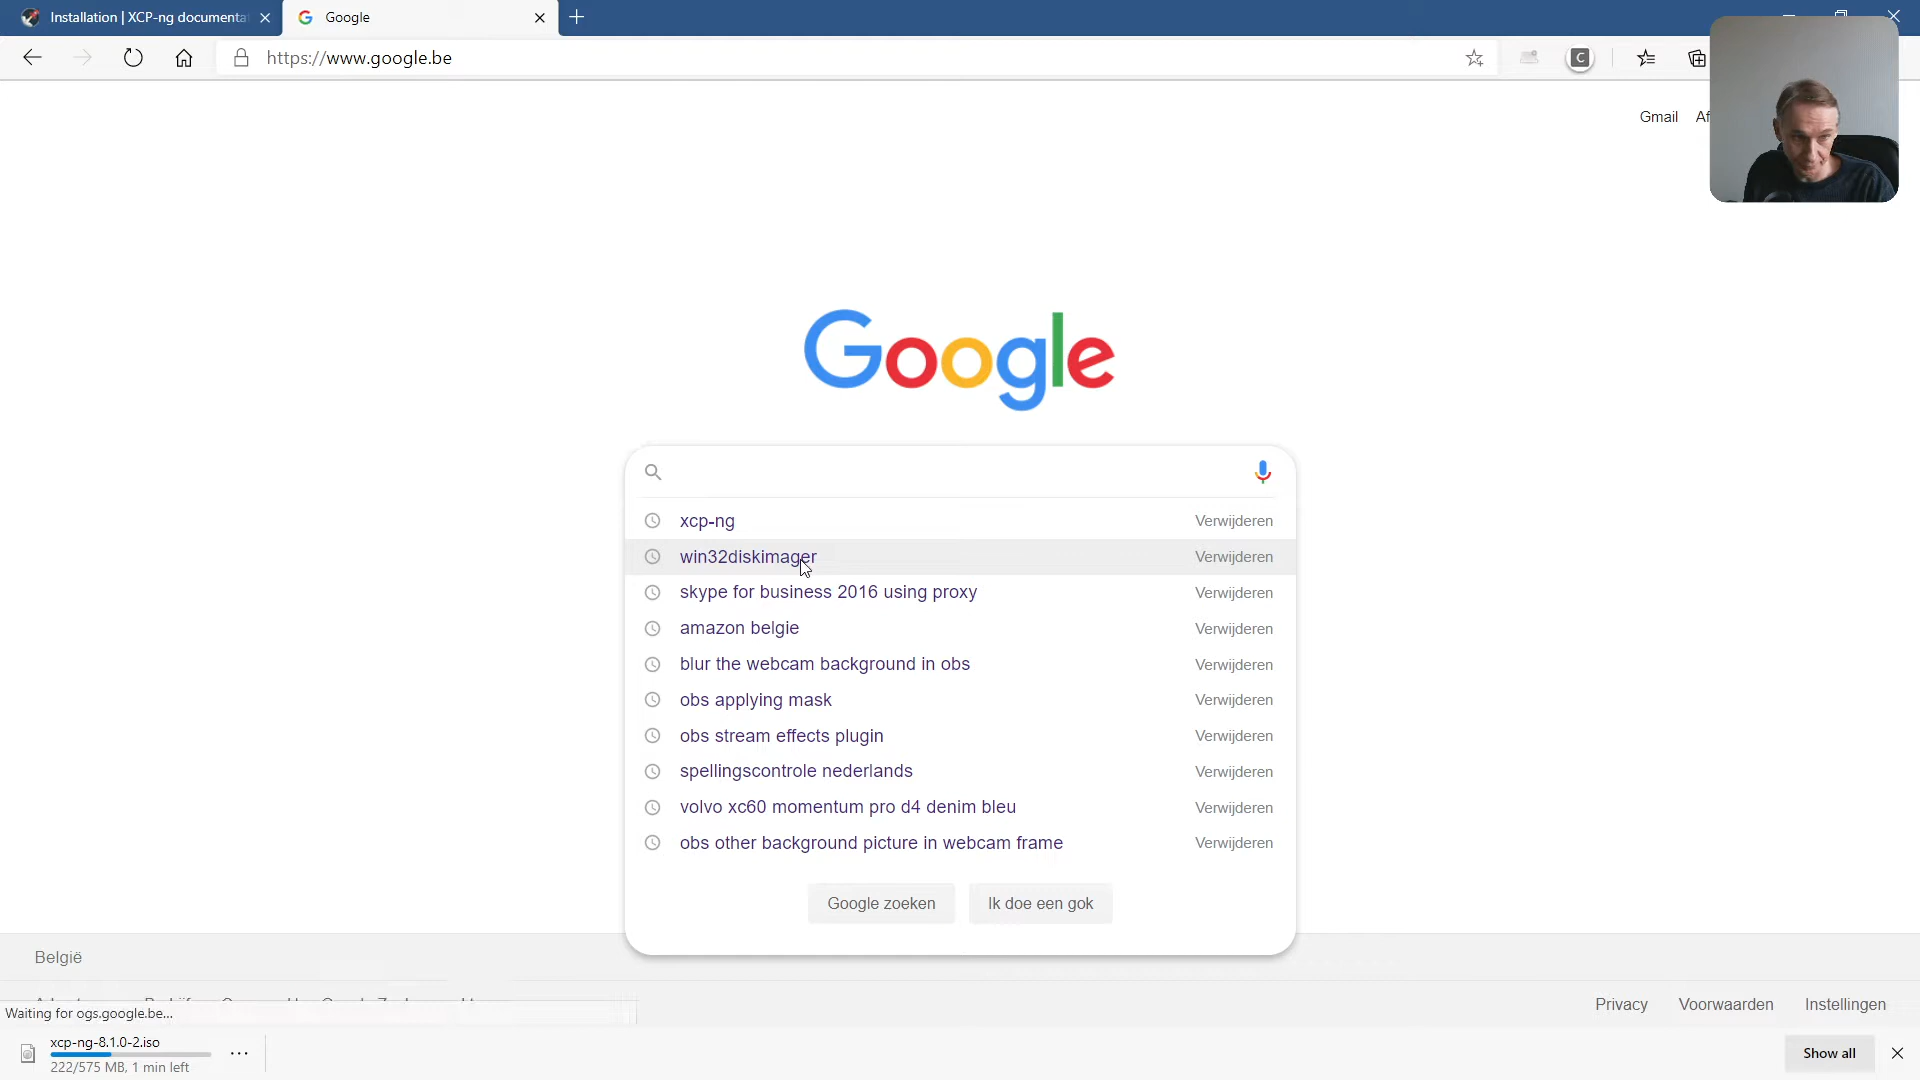 Installation | XCP-ng documenta
Google
https://www.google.be
Gmail
Google
xcp-ng Verwijderen
win32diskimager Verwijderen
skype for business 2016 using proxy Verwijderen
amazon belgie Verwijderen
blur the webcam background in obs Verwijderen
obs applying mask Verwijderen
obs stream effects plugin Verwijderen
spellingscontrole nederlands Verwijderen
volvo xc60 momentum pro d4 denim bleu Verwijderen
obs other background picture in webcam frame Verwijderen
Google zoeken Ik doe een gok
België
Privacy Voorwaarden Instellingen
Waiting for ogs.google.be...
xcp-ng-8.1.0-2.iso
222/575 MB, 1 min left
Show all